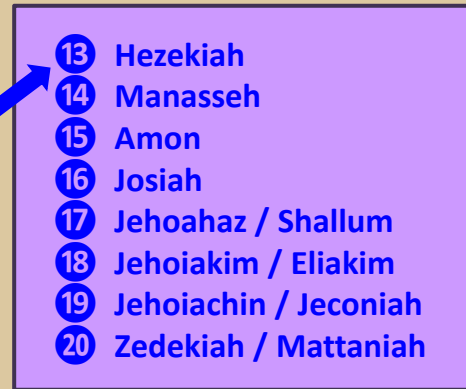 ⓭ Hezekiah
⓮ Manasseh
⓯ Amon
⓰ Josiah
⓱ Jehoahaz / Shallum
⓲ Jehoiakim / Eliakim
⓳ Jehoiachin / Jeconiah
⓴ Zedekiah / Mattaniah